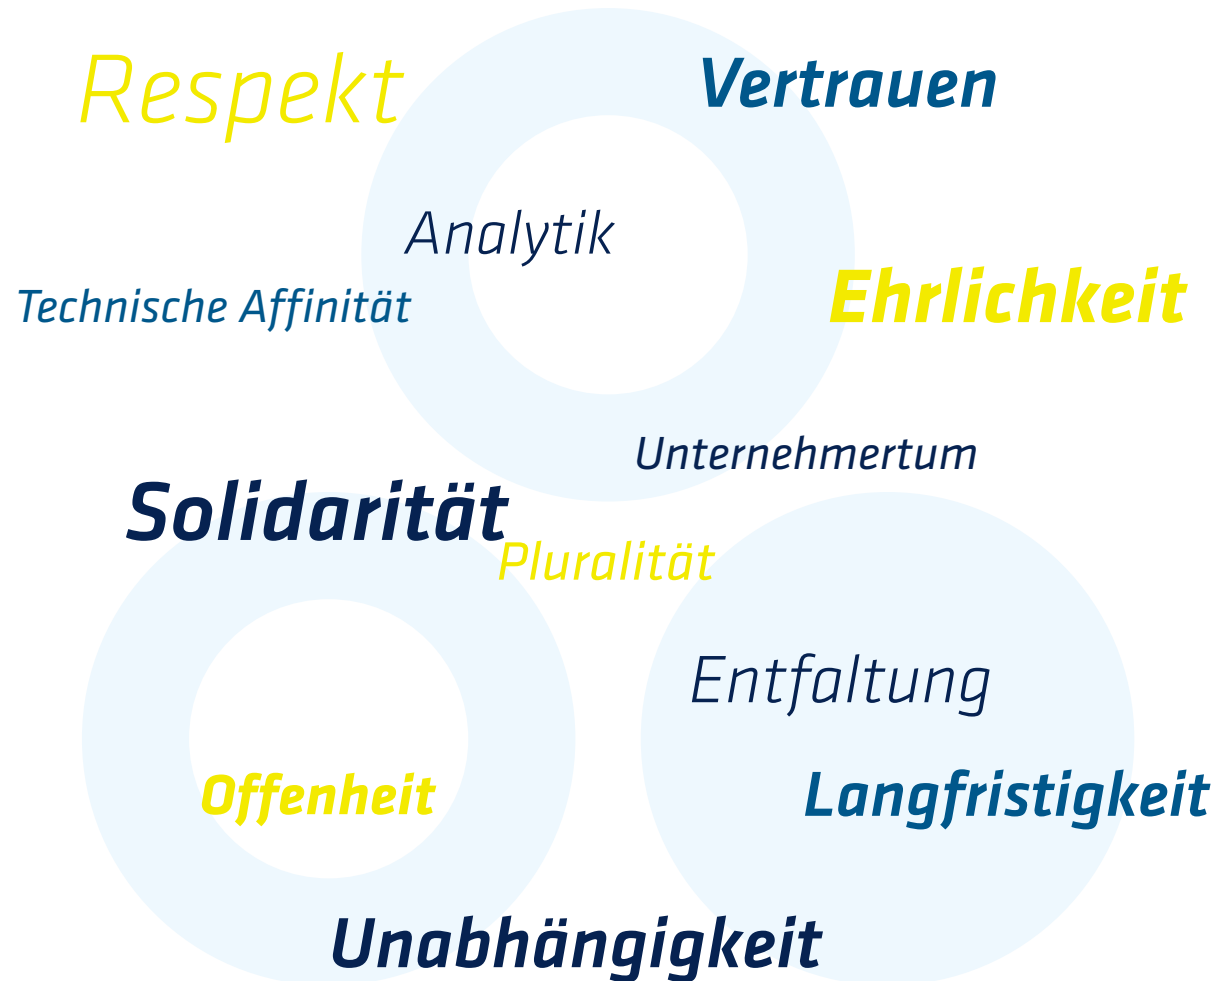 Respekt
Vertrauen
Analytik
Technische Affinität
Ehrlichkeit
Unternehmertum
Solidarität
Pluralität
Entfaltung
Offenheit
Langfristigkeit
Unabhängigkeit